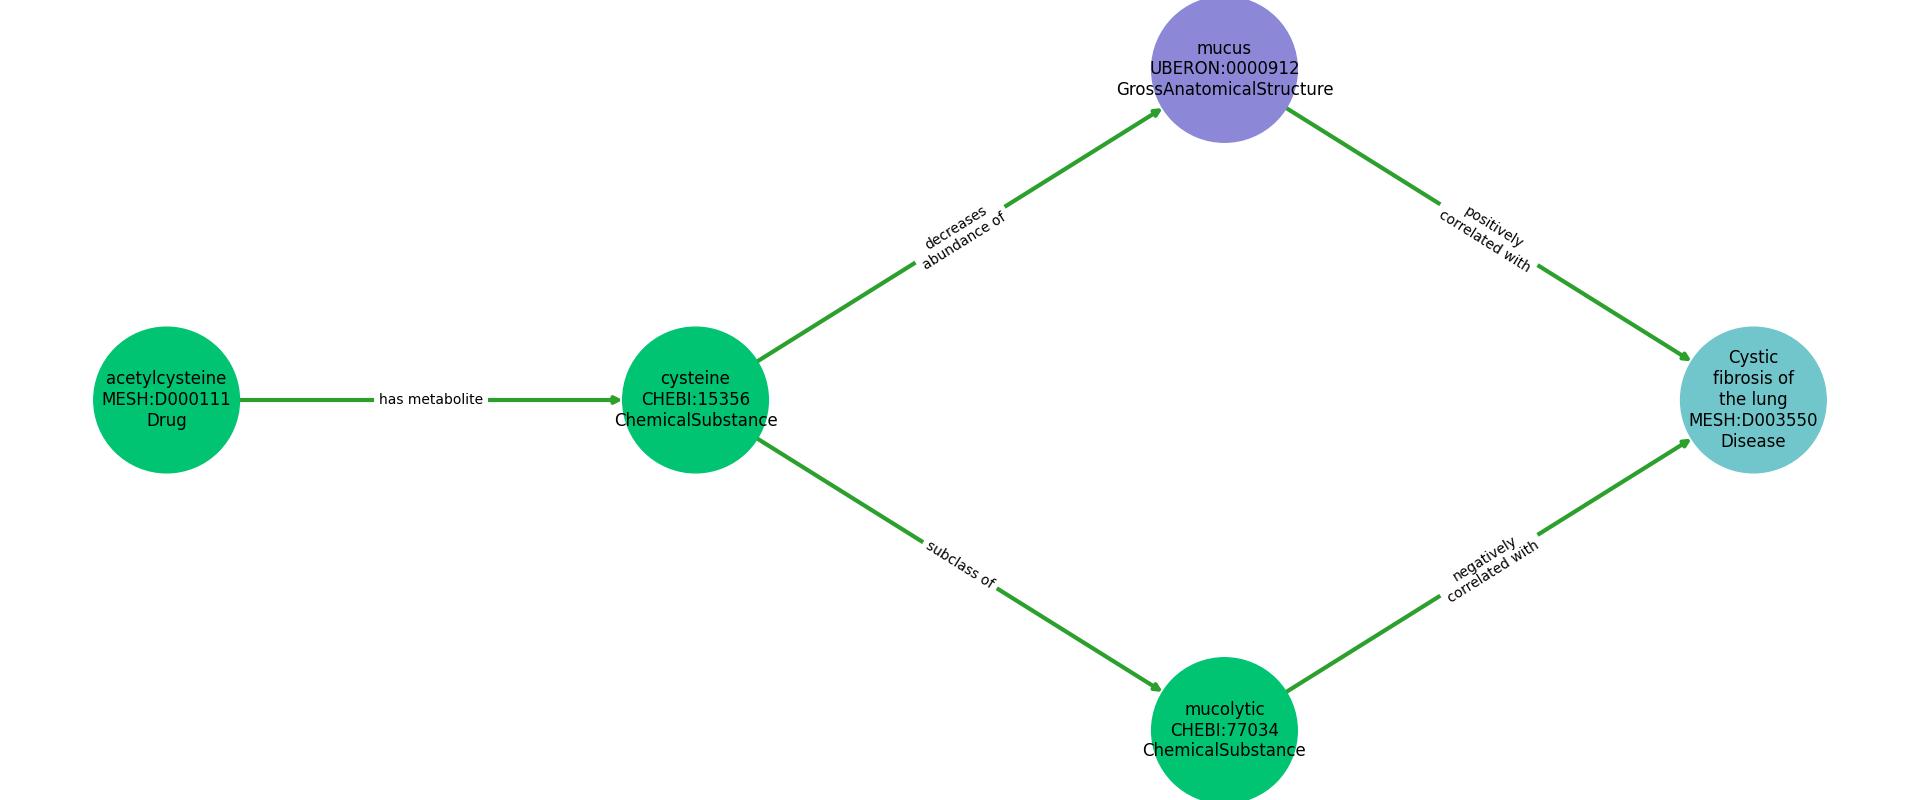 mucus
UBERON:0000912
GrossAnatomicalStructure
decreases
abundance of
positively
correlated with
acetylcysteine
MESH:D000111
Drug
has metabolite
cysteine
CHEBI:15356
ChemicalSubstance
Cystic
fibrosis of
the lung
MESH:D003550
Disease
subclass of
negatively
correlated with
mucolytic
CHEBI:77034
ChemicalSubstance